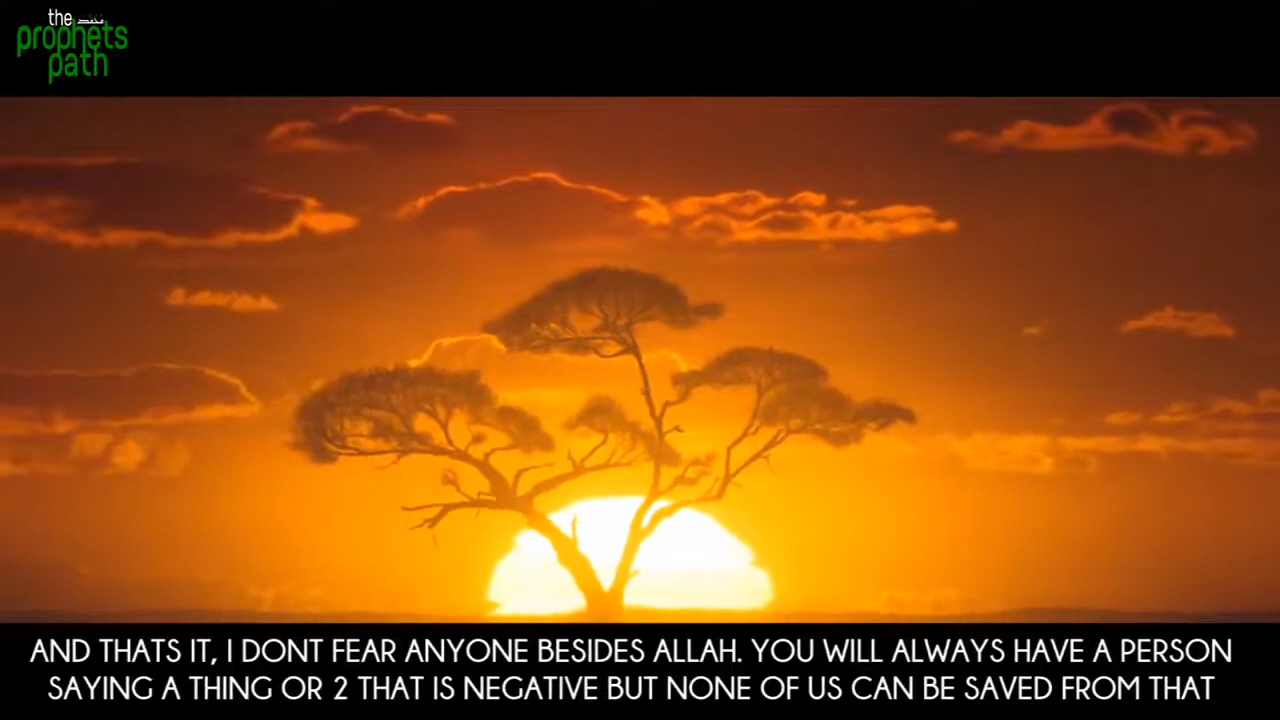 the
prophets
path
AND THATS IT, I DONT FEAR ANYONE BESIDES ALLAH. YOU WILL ALWAYS HAVE A PERSON
SAYING A THING OR 2 THAT IS NEGATIVE BUT NONE OF US CAN BE SAVED FROM THAT